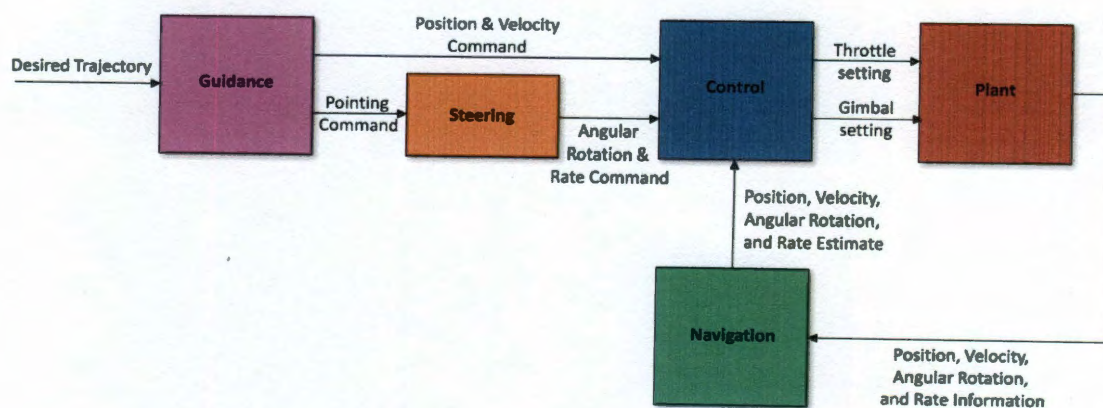 Desired Trajectory
Guidance
Position & Velocity
Command
Pointing
Command
Steering
Angular
Rotation &
Rate Command
Control
Throttle
setting
Gimbal
setting
Plant
Position, Velocity,
Angular Rotation,
and Rate Estimate
Navigation
Position, Velocity,
Angular Rotation,
and Rate Information